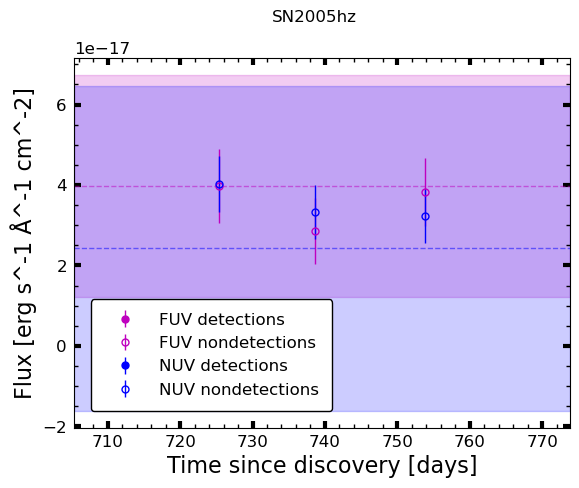 SN2005hz
1e−17
Flux [erg s^-1 Å^-1 cm^-2]
6
4
2
0
−2
FUV detections
FUV nondetections
NUV detections
NUV nondetections
710 720 730 740 750 760 770
Time since discovery [days]